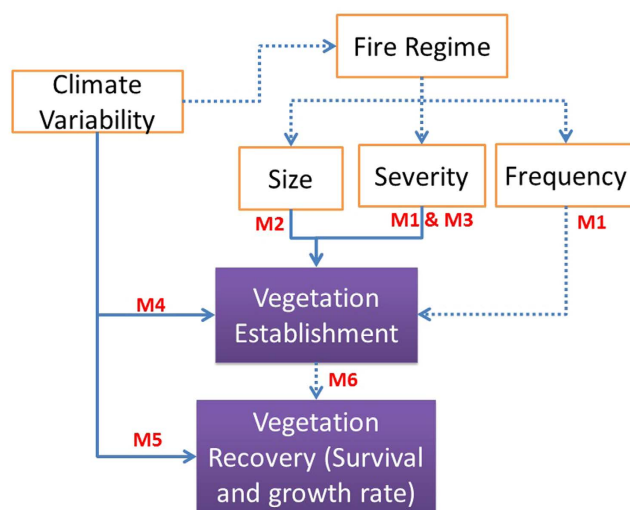 Fire Regime
Climate
Variability
Size
Severity
Frequency
M2
M1 & M3
M1
Vegetation
Establishment
M4
M6
Vegetation
Recovery (Survival
and growth rate)
M5